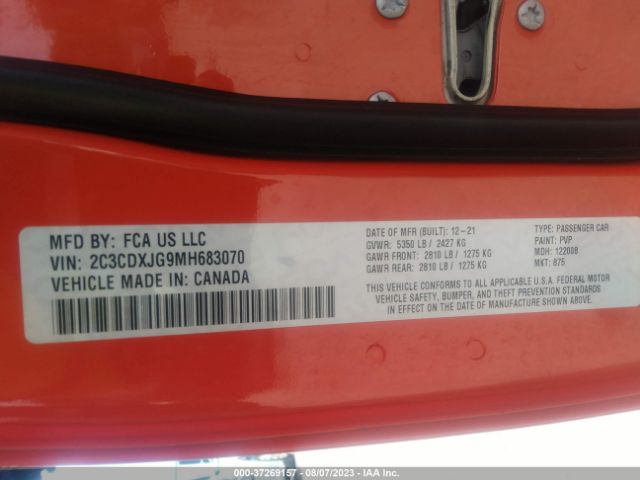 MFD BY: FCA US LLC
VIN: 2C3CDXJG9MH683070
VEHICLE MADE IN: CANADA
DATE OF MFR (BUILT): 12-21
GVWR: 5350 LB / 2427 KG
GAWR FRONT: 2810 LB / 1275 KG
GAWR REAR: 2810 LB / 1275 KG
TYPE: PASSENGER CAR
PAINT: PVP
MDH: 122008
MKT: 875
THIS VEHICLE CONFORMS TO ALL APPLICABLE U.S.A. FEDERAL MOTOR
VEHICLE SAFETY, BUMPER, AND THEFT PREVENTION STANDARDS
IN EFFECT ON THE DATE OF MANUFACTURE SHOWN ABOVE.
000-37269157 - 08/07/2023 - IAA Inc.